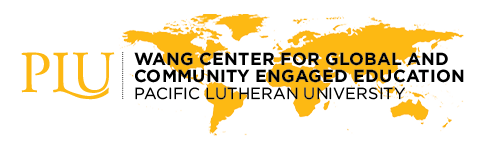 PLU
WANG CENTER FOR GLOBAL AND
COMMUNITY ENGAGED EDUCATION
PACIFIC LUTHERAN UNIVERSITY